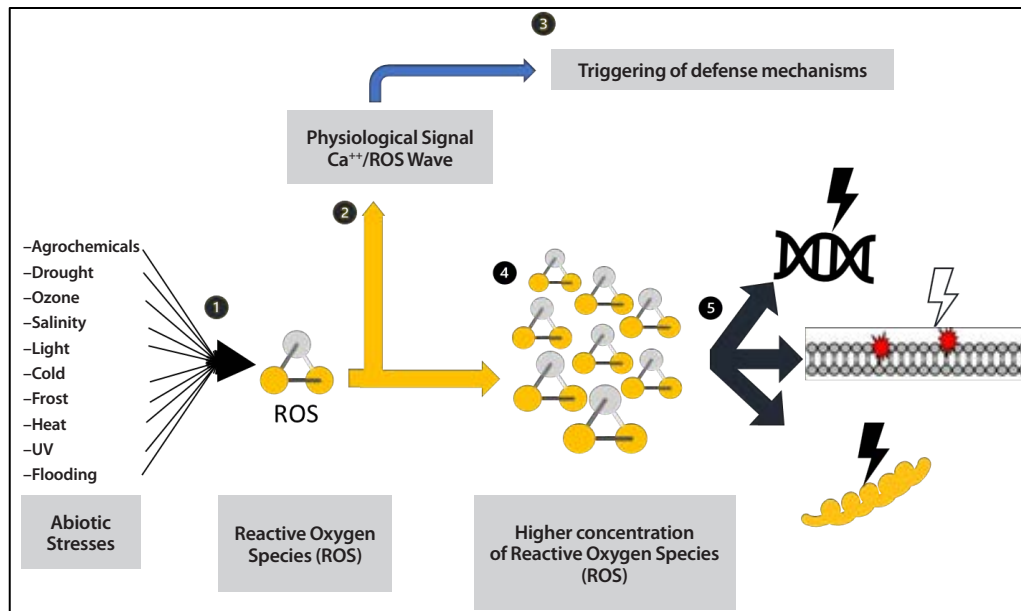 3
Triggering of defense mechanisms
Physiological Signal
Ca⁺⁺/ROS Wave
2
–Agrochemicals
–Drought
–Ozone
–Salinity
–Light
–Cold
–Frost
–Heat
–UV
–Flooding
1
ROS
4
5
Abiotic
Stresses
Reactive Oxygen
Species (ROS)
Higher concentration
of Reactive Oxygen Species
(ROS)